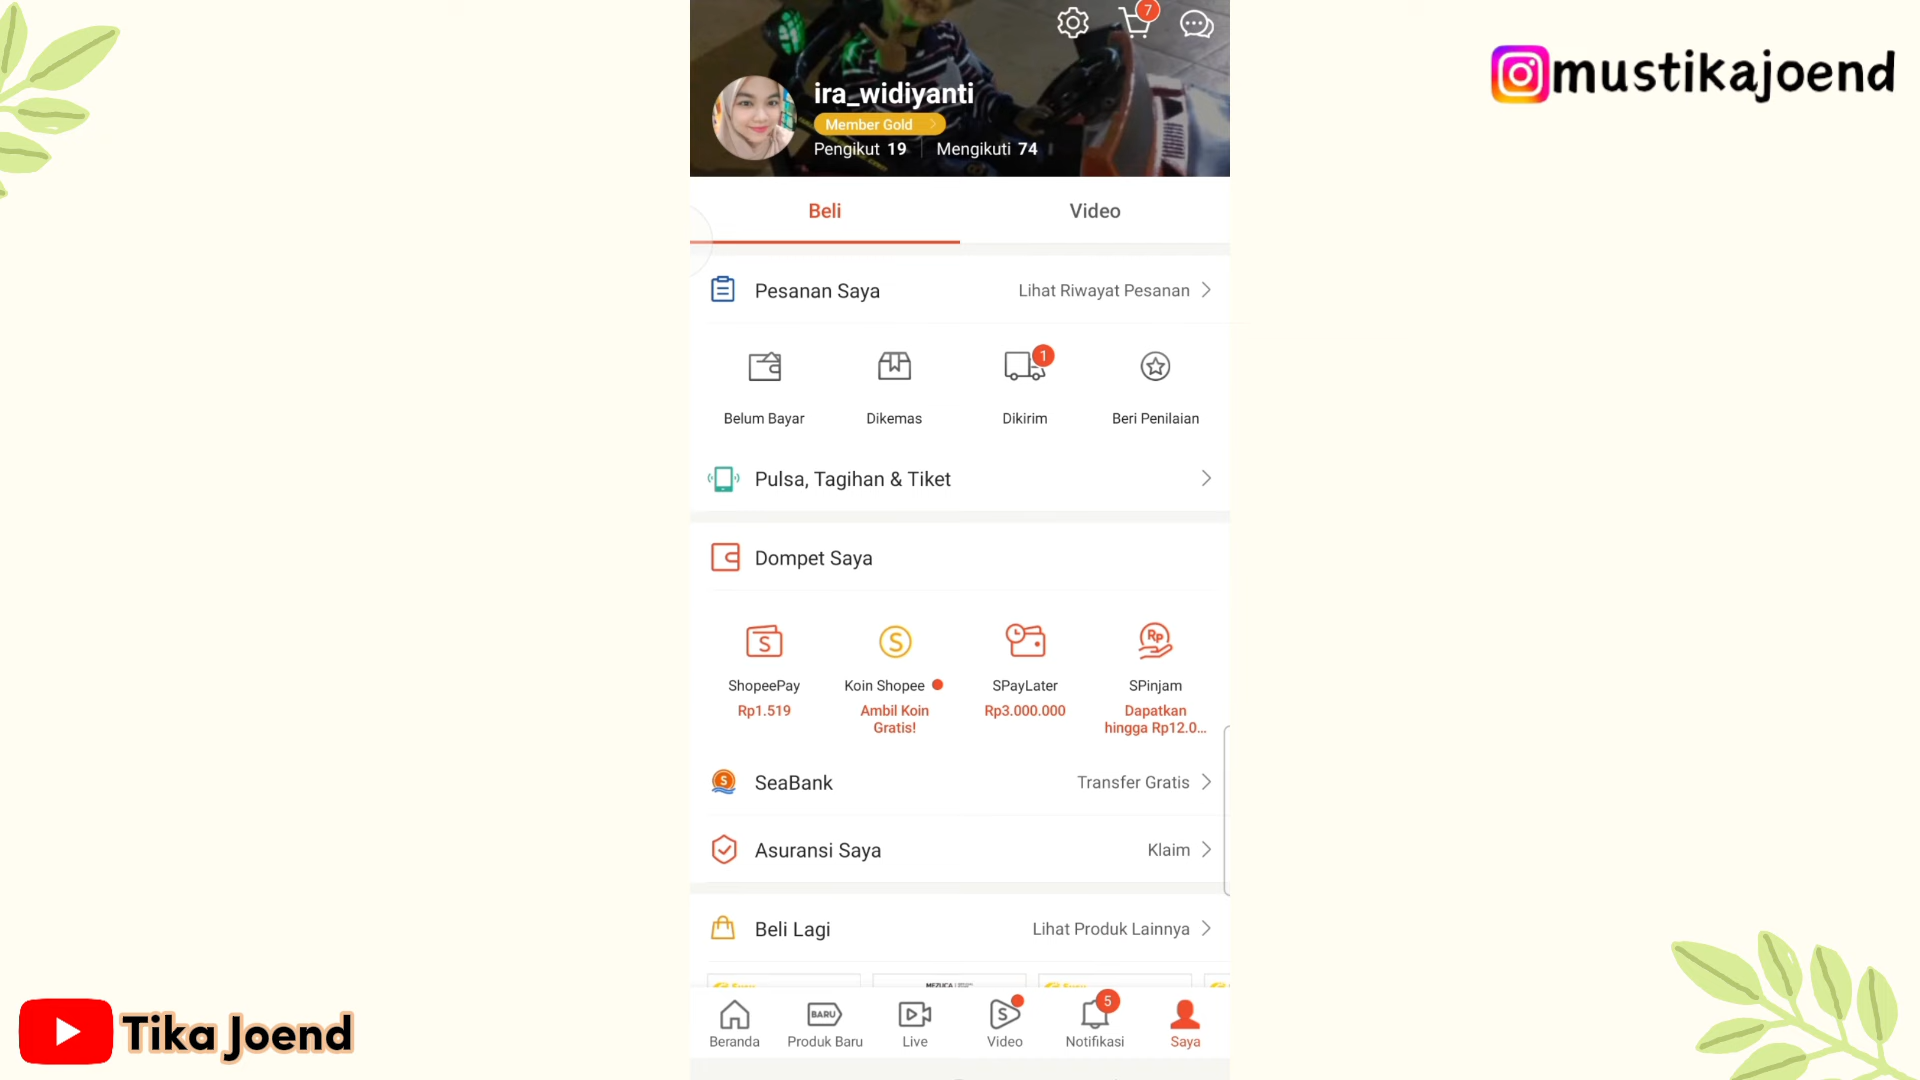 7
mustikajoend
ira_widiyanti
Member Gold
Pengikut 19 Mengikuti 74
Beli Video
Pesanan Saya Lihat Riwayat Pesanan
1
Belum Bayar Dikemas Dikirim Beri Penilaian
Pulsa, Tagihan & Tiket
Dompet Saya
ShopeePay Koin Shopee SPayLater SPinjam
Rp1.519 Ambil Koin Gratis! Rp3.000.000 Dapatkan hingga Rp12.0...
SeaBank Transfer Gratis
Asuransi Saya Klaim
Beli Lagi Lihat Produk Lainnya
MEZUCA
BARU 5
Beranda Produk Baru Live Video Notifikasi Saya
Tika Joend